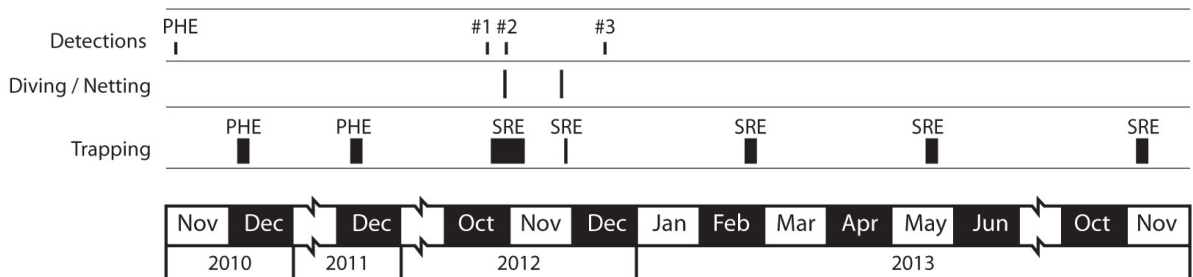 PHE #1 #2 #3
Detections
Diving / Netting
PHE PHE SRE SRE SRE SRE SRE
Trapping
Nov Dec Dec Oct Nov Dec Jan Feb Mar Apr May Jun Oct Nov
2010 2011 2012 2013